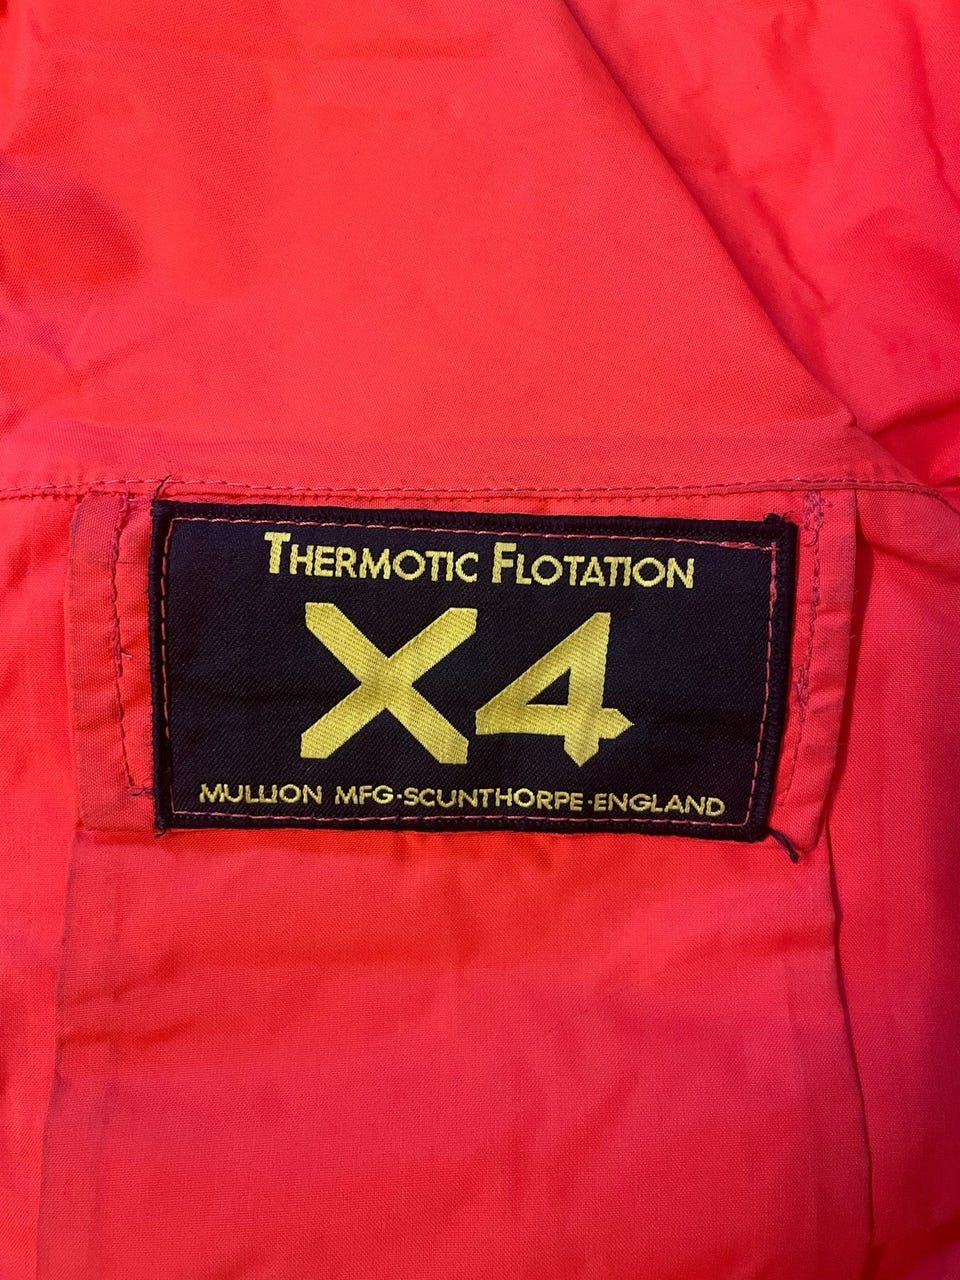 THERMOTIC FLOTATION
X4
MULLION MFG·SCUNTHORPE·ENGLAND